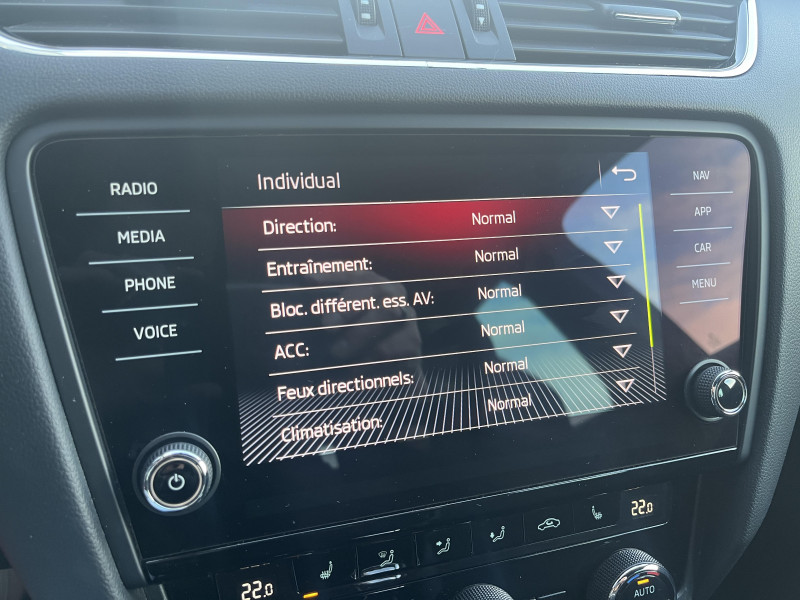 Individual
RADIO
MEDIA
PHONE
VOICE
Direction: Normal
Entraînement: Normal
Bloc. différent. ess. AV: Normal
ACC: Normal
Feux directionnels: Normal
Climatisation: Normal
NAV
APP
CAR
MENU
22.0
22.0
AUTO